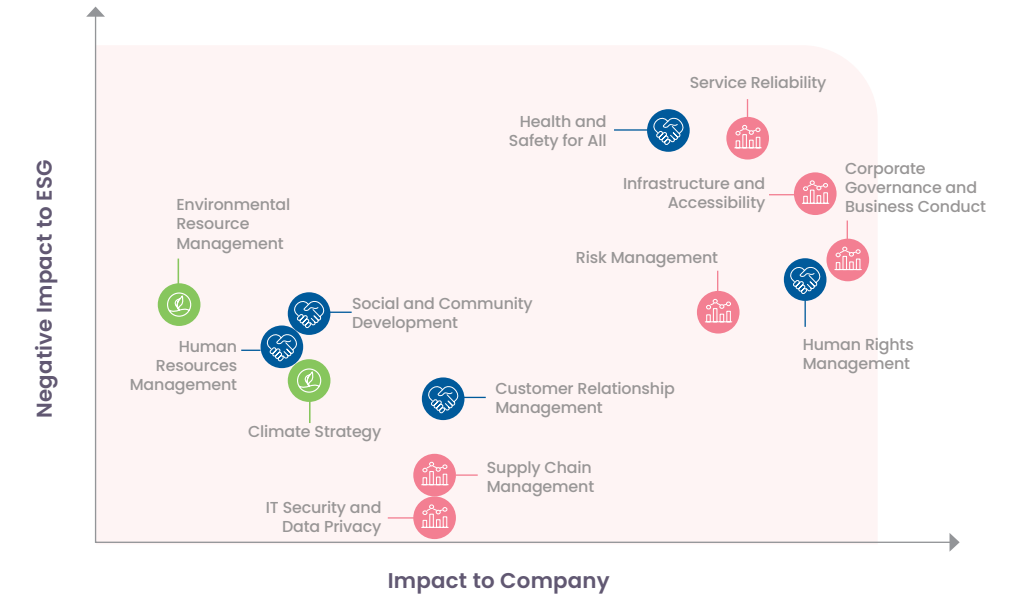 Service Reliability
Health and
Safety for All
Corporate
Governance and
Business Conduct
Infrastructure and
Accessibility
Environmental
Resource
Management
Risk Management
Social and Community
Development
Human
Resources
Management
Human Rights
Management
Customer Relationship
Management
Climate Strategy
Supply Chain
Management
IT Security and
Data Privacy
Negative Impact to ESG
Impact to Company